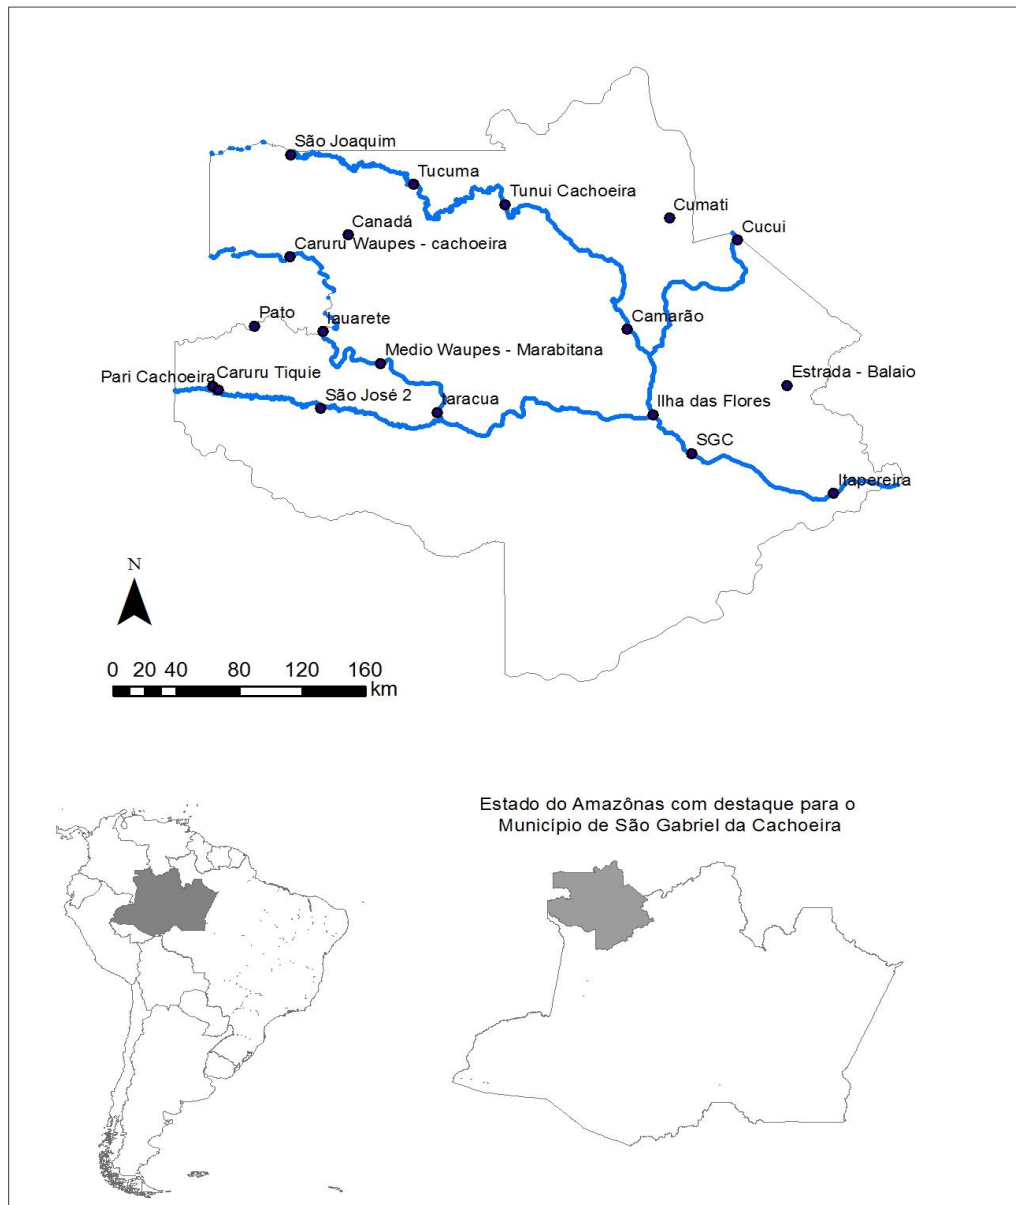 São Joaquim
Tucuma
Tunui Cachoeira
Cumati
Canadá
Cucui
Caruru Waupes - cachoeira
Pato
Iauarete
Camarão
Medio Waupes - Marabitana
Pari Cachoeira
Caruru Tiquie
Estrada - Balaio
São José 2
Iaracua
Ilha das Flores
SGC
Itapereira
N
0 20 40 80 120 160
km
Estado do Amazônas com destaque para o
Município de São Gabriel da Cachoeira